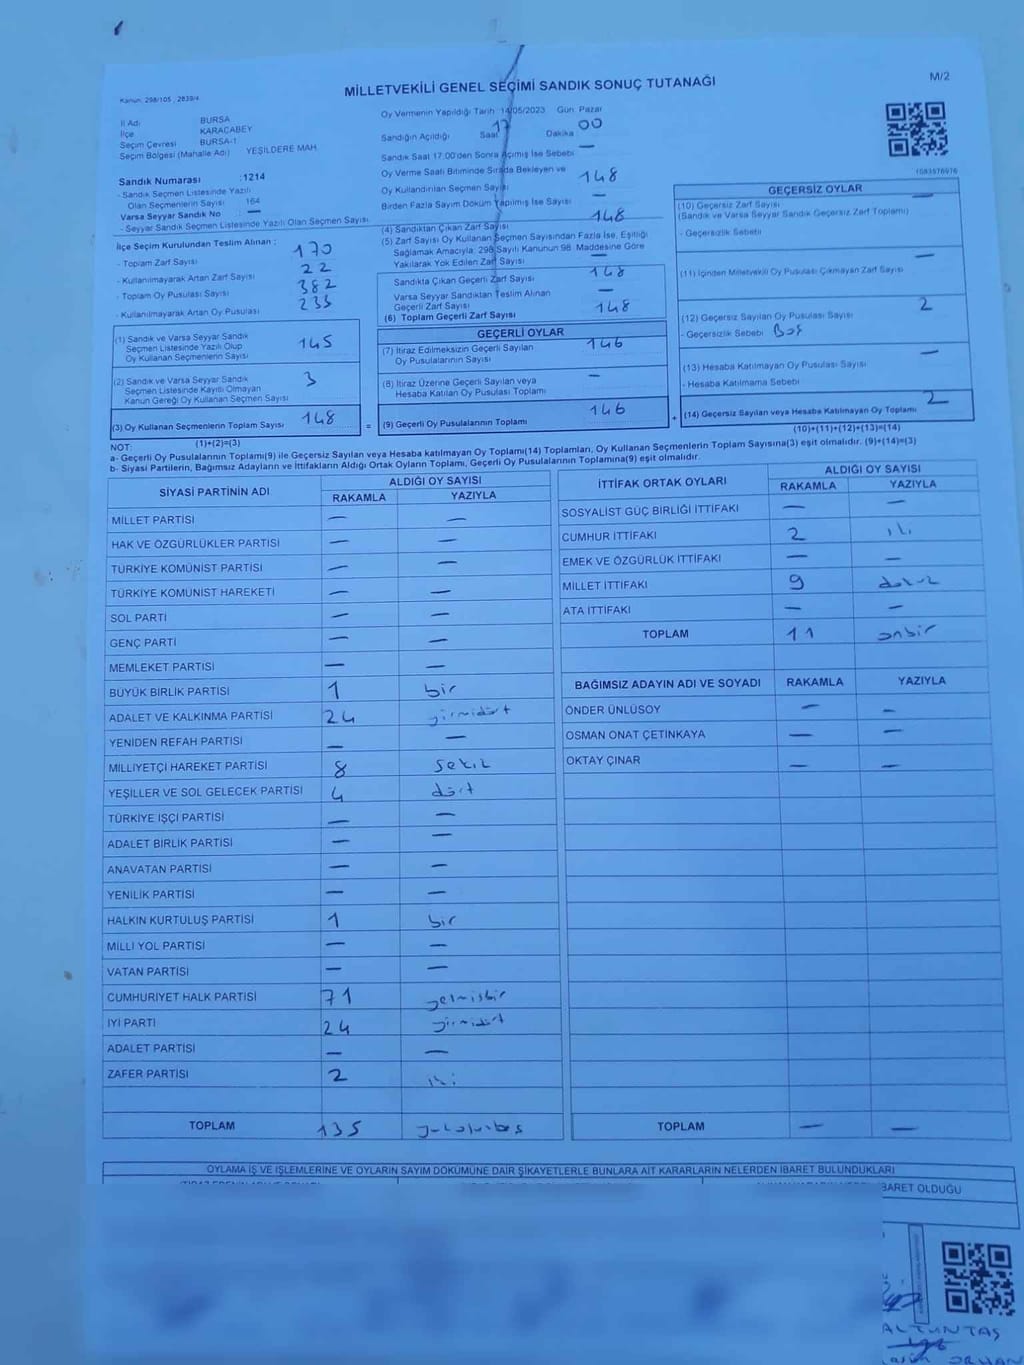 MİLLETVEKİLİ GENEL SEÇİMİ SANDIK SONUÇ TUTANAĞI
M/2
Kanun: 298/105, 2839/4
İl Adı BURSA
İlçe KARACABEY
Seçim Çevresi BURSA-1
Seçim Bölgesi (Mahalle Adı) YEŞİLDERE MAH.
Sandık Numarası :1214
- Sandık Seçmen Listesinde Yazılı
Olan Seçmenlerin Sayısı 164
Varsa Seyyar Sandık No —
- Seyyar Sandık Seçmen Listesinde Yazılı Olan Seçmen Sayısı
İlçe Seçim Kurulundan Teslim Alınan :
- Toplam Zarf Sayısı 170
- Kullanılmayarak Artan Zarf Sayısı 22
- Toplam Oy Pusulası Sayısı 382
- Kullanılmayarak Artan Oy Pusulası 233
Oy Vermenin Yapıldığı Tarih :14/05/2023 Gün Pazar
Sandığın Açıldığı Saat 17 Dakika 00
Sandık Saat 17:00'den Sonra Açılmış İse Sebebi —
Oy Verme Saati Bitiminde Sırada Bekleyen ve
Oy Kullandırılan Seçmen Sayısı 148
Birden Fazla Sayım Döküm Yapılmış İse Sayısı —
(4) Sandıktan Çıkan Zarf Sayısı 148
(5) Zarf Sayısı Oy Kullanan Seçmen Sayısından Fazla İse, Eşitliği
Sağlamak Amacıyla, 298 Sayılı Kanunun 98. Maddesine Göre
Yakılarak Yok Edilen Zarf Sayısı —
Sandıkta Çıkan Geçerli Zarf Sayısı 148
Varsa Seyyar Sandıktan Teslim Alınan
Geçerli Zarf Sayısı —
(6) Toplam Geçerli Zarf Sayısı 148
1083576976
GEÇERSİZ OYLAR
(10) Geçersiz Zarf Sayısı —
(Sandık ve Varsa Seyyar Sandık Geçersiz Zarf Toplamı)
- Geçersizlik Sebebi
(11) İçinden Milletvekili Oy Pusulası Çıkmayan Zarf Sayısı —
(12) Geçersiz Sayılan Oy Pusulası Sayısı 2
- Geçersizlik Sebebi Boş
(13) Hesaba Katılmayan Oy Pusulası Sayısı —
- Hesaba Katılmama Sebebi
(14) Geçersiz Sayılan veya Hesaba Katılmayan Oy Toplamı 2
(10)+(11)+(12)+(13)=(14)
(1) Sandık ve Varsa Seyyar Sandık
Seçmen Listesinde Yazılı Olup
Oy Kullanan Seçmenlerin Sayısı 145
(2) Sandık ve Varsa Seyyar Sandık
Seçmen Listesinde Kayıtlı Olmayan
Kanun Gereği Oy Kullanan Seçmen Sayısı 3
(3) Oy Kullanan Seçmenlerin Toplam Sayısı 148
(1)+(2)=(3)
GEÇERLİ OYLAR
(7) İtiraz Edilmeksizin Geçerli Sayılan
Oy Pusulalarının Sayısı 146
(8) İtiraz Üzerine Geçerli Sayılan veya
Hesaba Katılan Oy Pusulası Toplamı —
= (9) Geçerli Oy Pusulalarının Toplamı 146 +
NOT:
a- Geçerli Oy Pusulalarının Toplamı(9) ile Geçersiz Sayılan veya Hesaba katılmayan Oy Toplamı(14) Toplamları, Oy Kullanan Seçmenlerin Toplam Sayısına(3) eşit olmalıdır. (9)+(14)=(3)
b- Siyasi Partilerin, Bağımsız Adayların ve İttifakların Aldığı Ortak Oyların Toplamı, Geçerli Oy Pusulalarının Toplamına(9) eşit olmalıdır.
SİYASİ PARTİNİN ADI ALDIĞI OY SAYISI
RAKAMLA YAZIYLA
MİLLET PARTİSİ — —
HAK VE ÖZGÜRLÜKLER PARTİSİ — —
TÜRKİYE KOMÜNİST PARTİSİ — —
TÜRKİYE KOMÜNİST HAREKETİ — —
SOL PARTİ — —
GENÇ PARTİ — —
MEMLEKET PARTİSİ — —
BÜYÜK BİRLİK PARTİSİ 1 bir
ADALET VE KALKINMA PARTİSİ 24 yirmidört
YENİDEN REFAH PARTİSİ — —
MİLLİYETÇİ HAREKET PARTİSİ 8 sekiz
YEŞİLLER VE SOL GELECEK PARTİSİ 4 dört
TÜRKİYE İŞÇİ PARTİSİ — —
ADALET BİRLİK PARTİSİ — —
ANAVATAN PARTİSİ — —
YENİLİK PARTİSİ — —
HALKIN KURTULUŞ PARTİSİ 1 bir
MİLLİ YOL PARTİSİ — —
VATAN PARTİSİ — —
CUMHURİYET HALK PARTİSİ 71 yetmişbir
İYİ PARTİ 24 yirmidört
ADALET PARTİSİ — —
ZAFER PARTİSİ 2 iki
TOPLAM 135 yüzotuzbeş
İTTİFAK ORTAK OYLARI ALDIĞI OY SAYISI
RAKAMLA YAZIYLA
SOSYALİST GÜÇ BİRLİĞİ İTTİFAKI — —
CUMHUR İTTİFAKI 2 iki
EMEK VE ÖZGÜRLÜK İTTİFAKI — —
MİLLET İTTİFAKI 9 dokuz
ATA İTTİFAKI — —
TOPLAM 11 onbir
BAĞIMSIZ ADAYIN ADI VE SOYADI RAKAMLA YAZIYLA
ÖNDER ÜNLÜSOY — —
OSMAN ONAT ÇETİNKAYA — —
OKTAY ÇINAR — —
TOPLAM — —
OYLAMA İŞ VE İŞLEMLERİNE VE OYLARIN SAYIM DÖKÜMÜNE DAİR ŞİKAYETLERLE BUNLARA AİT KARARLARIN NELERDEN İBARET BULUNDUKLARI
İBARET OLDUĞU
ALTUNTAŞ
ORHAN